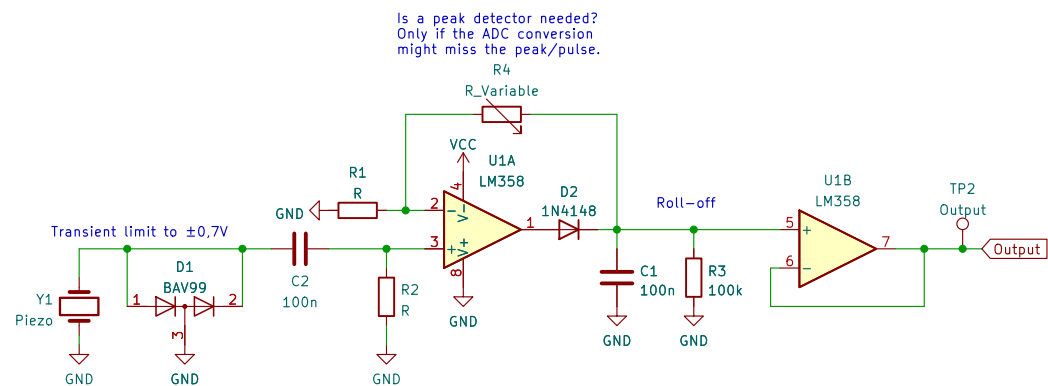 Is a peak detector needed?
Only if the ADC conversion
might miss the peak/pulse.
R4
R_Variable
VCC
U1A
LM358
4
V-
R1
R
GND
2
-
3
+
V+
8
GND
1
D2
1N4148
Roll-off
U1B
LM358
5
+
6
-
7
TP2
Output
Output
Transient limit to ±0,7V
D1
BAV99
1
2
3
GND
Y1
Piezo
GND
C2
100n
R2
R
GND
C1
100n
GND
R3
100k
GND